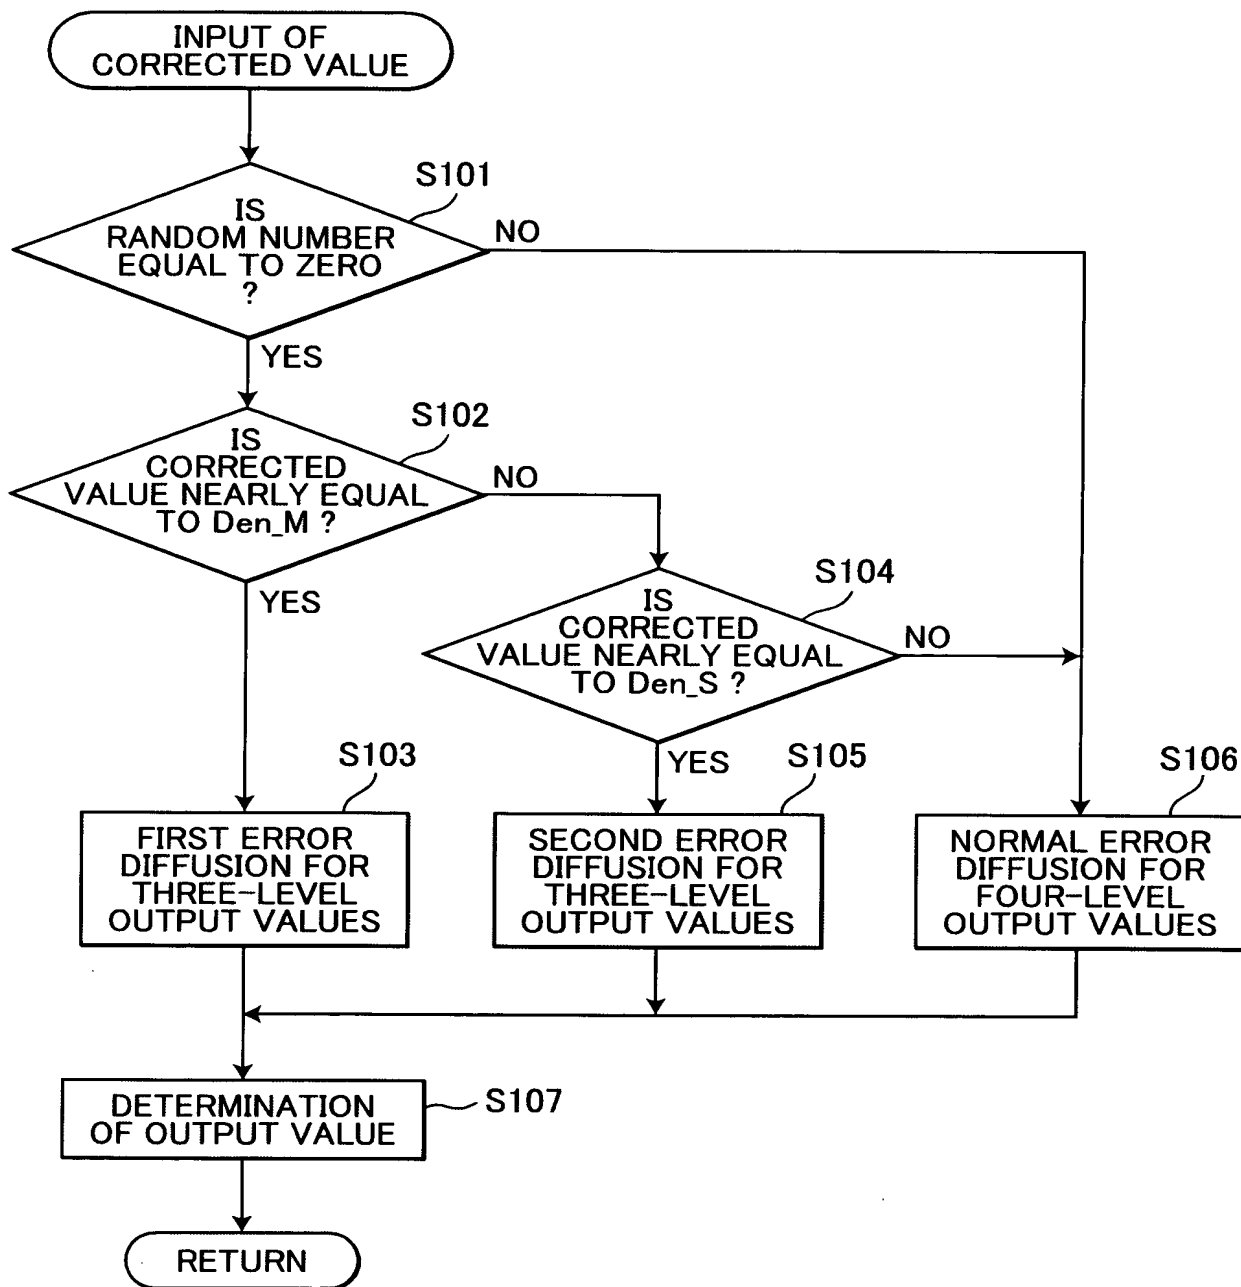 INPUT OF
CORRECTED VALUE
S101
IS
RANDOM NUMBER
EQUAL TO ZERO
?
NO
YES
S102
IS
CORRECTED
VALUE NEARLY EQUAL
TO Den_M ?
NO
YES
S104
IS
CORRECTED
VALUE NEARLY EQUAL
TO Den_S ?
NO
YES
S103
FIRST ERROR
DIFFUSION FOR
THREE-LEVEL
OUTPUT VALUES
S105
SECOND ERROR
DIFFUSION FOR
THREE-LEVEL
OUTPUT VALUES
S106
NORMAL ERROR
DIFFUSION FOR
FOUR-LEVEL
OUTPUT VALUES
DETERMINATION
OF OUTPUT VALUE
S107
RETURN